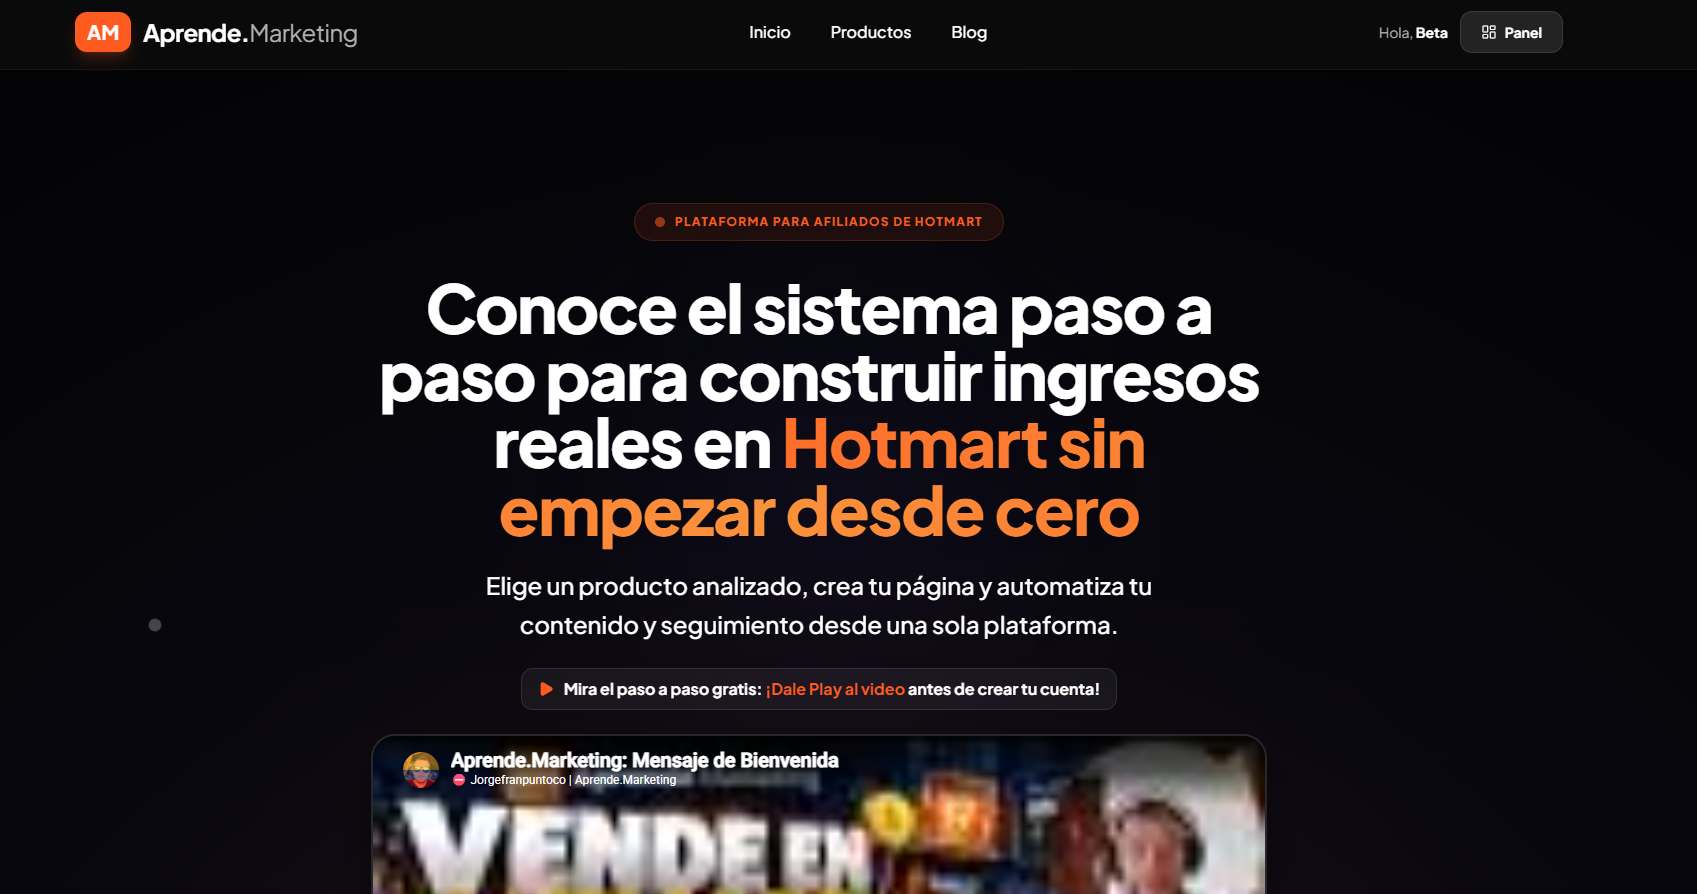 AM Aprende.Marketing
Inicio Productos Blog
Hola, Beta Panel
PLATAFORMA PARA AFILIADOS DE HOTMART
Conoce el sistema paso a
paso para construir ingresos
reales en Hotmart sin
empezar desde cero
Elige un producto analizado, crea tu página y automatiza tu
contenido y seguimiento desde una sola plataforma.
Mira el paso a paso gratis: ¡Dale Play al video antes de crear tu cuenta!
Aprende.Marketing: Mensaje de Bienvenida
Jorgefranpuntoco | Aprende.Marketing
VENDE EN